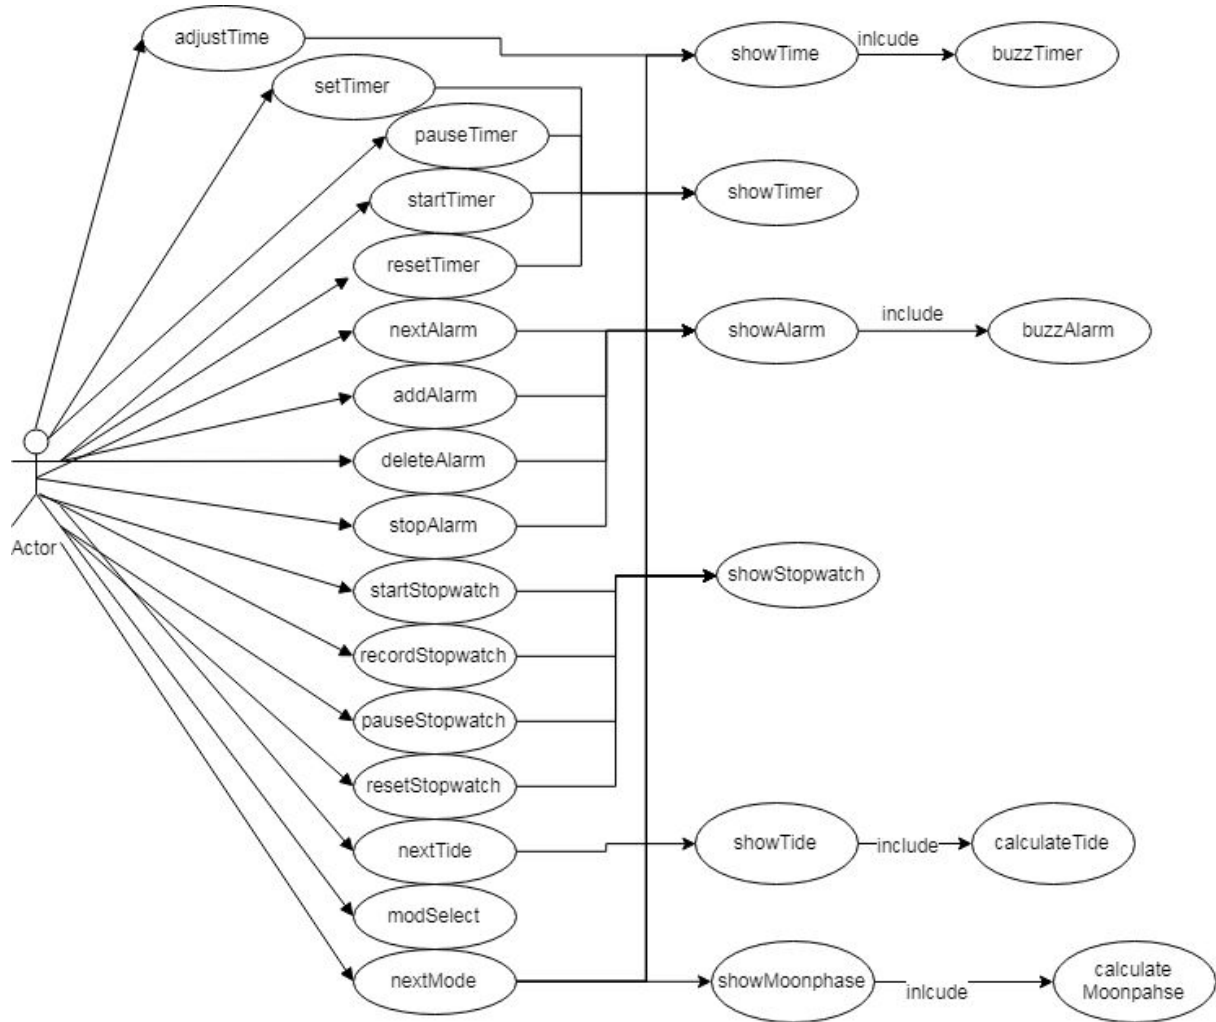 adjustTime
showTime
inlcude
buzzTimer
setTimer
pauseTimer
startTimer
showTimer
resetTimer
nextAlarm
showAlarm
include
buzzAlarm
addAlarm
deleteAlarm
stopAlarm
Actor
showStopwatch
startStopwatch
recordStopwatch
pauseStopwatch
resetStopwatch
nextTide
showTide
include
calculateTide
modSelect
nextMode
showMoonphase
inlcude
calculate
Moonpahse